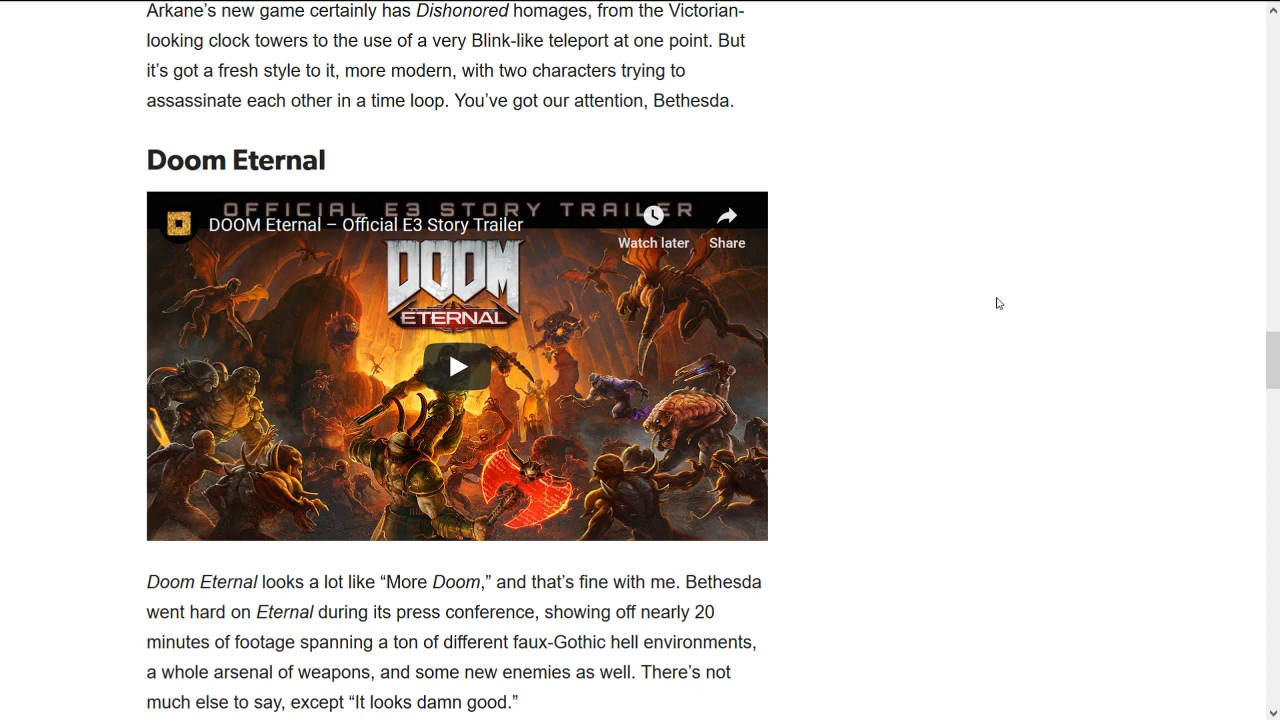 Arkane’s new game certainly has Dishonored homages, from the Victorian-
looking clock towers to the use of a very Blink-like teleport at one point. But
it’s got a fresh style to it, more modern, with two characters trying to
assassinate each other in a time loop. You’ve got our attention, Bethesda.
Doom Eternal
OFFICIAL E3 STORY TRAILER
DOOM Eternal – Official E3 Story Trailer
Watch later
Share
DOOM
ETERNAL
Doom Eternal looks a lot like “More Doom,” and that’s fine with me. Bethesda
went hard on Eternal during its press conference, showing off nearly 20
minutes of footage spanning a ton of different faux-Gothic hell environments,
a whole arsenal of weapons, and some new enemies as well. There’s not
much else to say, except “It looks damn good.”